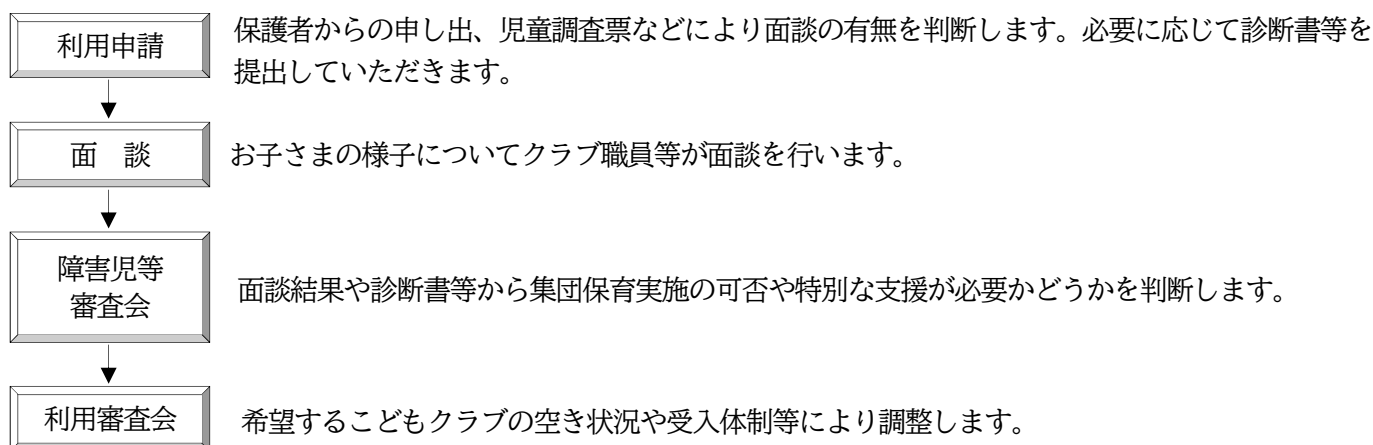 利用申請
保護者からの申し出、児童調査票などにより面談の有無を判断します。必要に応じて診断書等を
提出していただきます。
面　談
お子さまの様子についてクラブ職員等が面談を行います。
障害児等
審査会
面談結果や診断書等から集団保育実施の可否や特別な支援が必要かどうかを判断します。
利用審査会
希望するこどもクラブの空き状況や受入体制等により調整します。